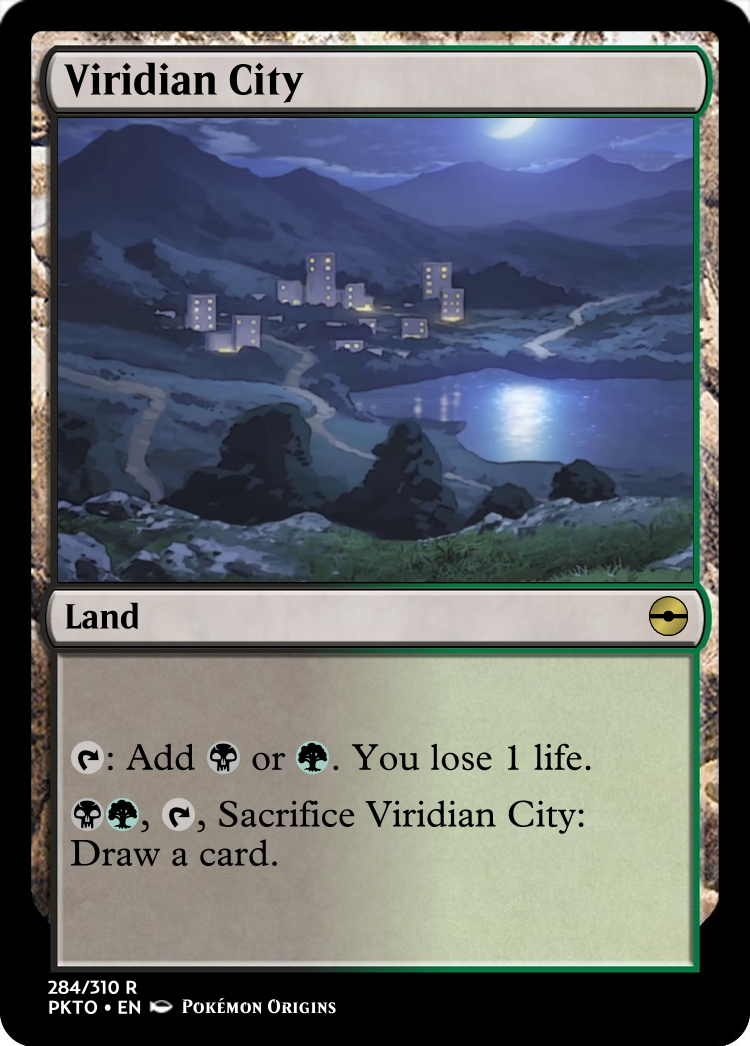 Viridian City
Land
: Add or . You lose 1 life.
, , Sacrifice Viridian City:
Draw a card.
284/310 R
PKTO • EN Pokémon Origins